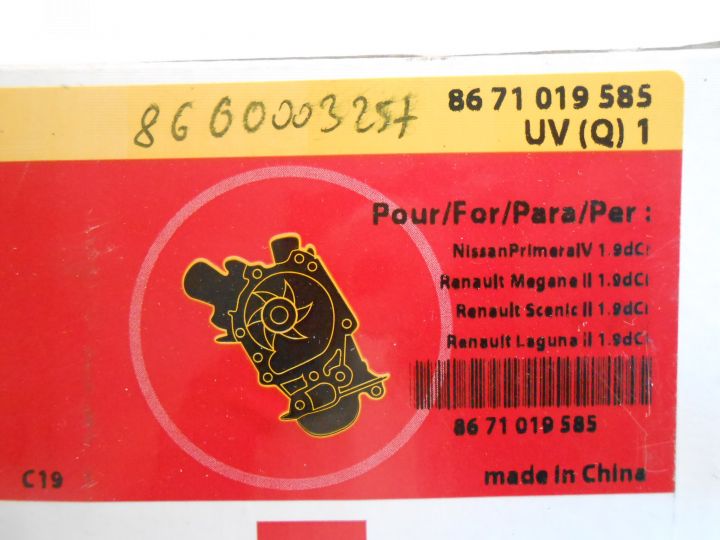 8660003257
86 71 019 585
UV (Q) 1
Pour/For/Para/Per :
NissanPrimeraIV 1.9dCi
Renault Megane II 1.9dCi
Renault Scenic II 1.9dCi
Renault Laguna II 1.9dCi
86 71 019 585
C19
made in China